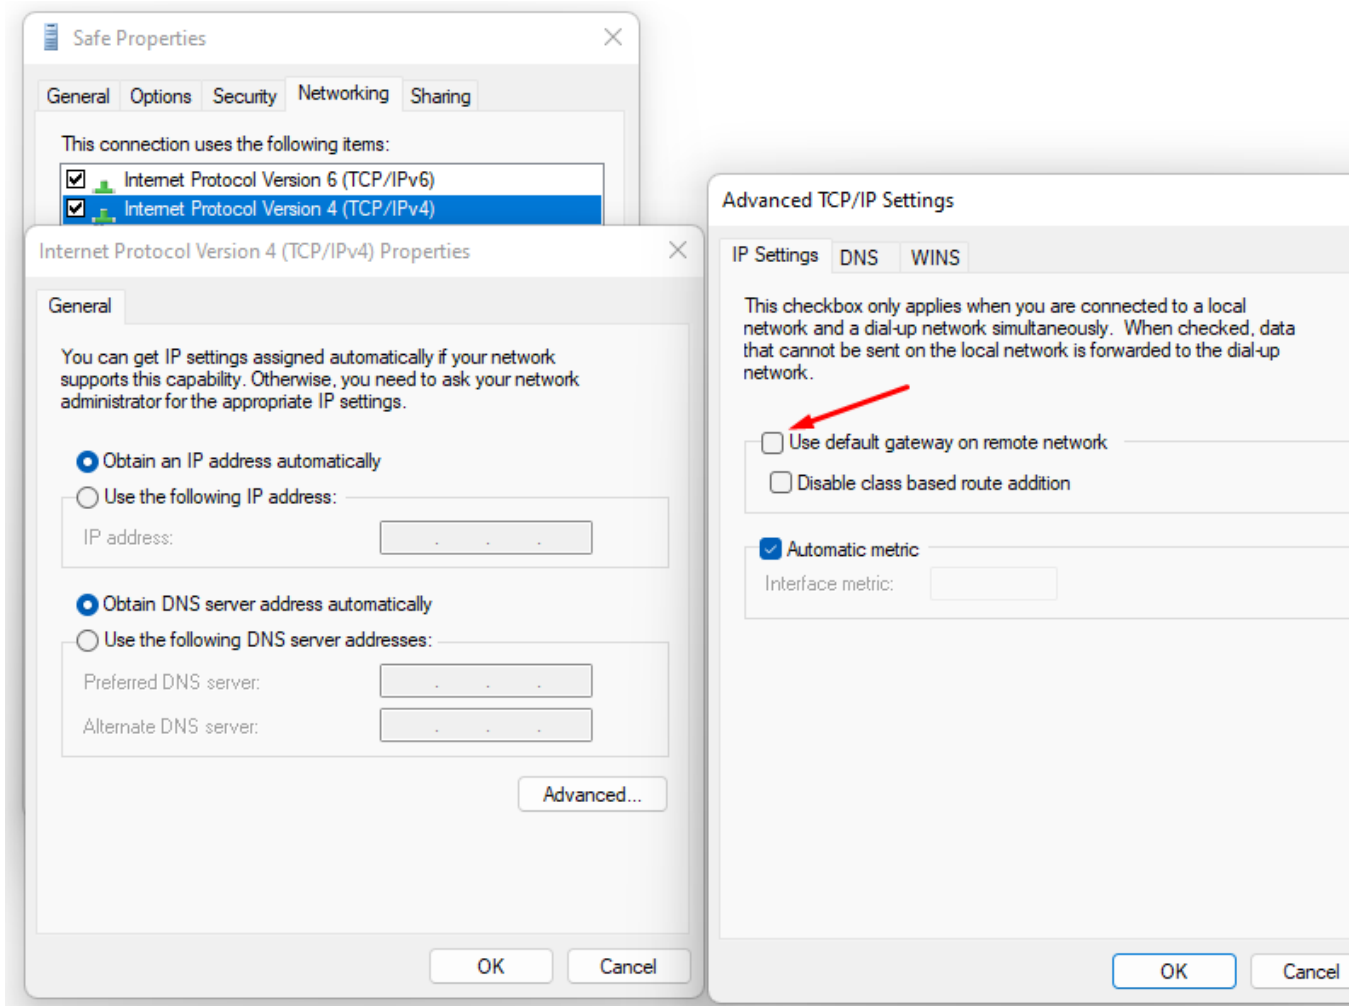 Safe Properties
General Options Security Networking Sharing
This connection uses the following items:
Internet Protocol Version 6 (TCP/IPv6)
Internet Protocol Version 4 (TCP/IPv4)
Internet Protocol Version 4 (TCP/IPv4) Properties
General
You can get IP settings assigned automatically if your network
supports this capability. Otherwise, you need to ask your network
administrator for the appropriate IP settings.
Obtain an IP address automatically
Use the following IP address:
IP address:
Obtain DNS server address automatically
Use the following DNS server addresses:
Preferred DNS server:
Alternate DNS server:
Advanced...
OK Cancel
Advanced TCP/IP Settings
IP Settings DNS WINS
This checkbox only applies when you are connected to a local
network and a dial-up network simultaneously. When checked, data
that cannot be sent on the local network is forwarded to the dial-up
network.
Use default gateway on remote network
Disable class based route addition
Automatic metric
Interface metric:
OK Cancel